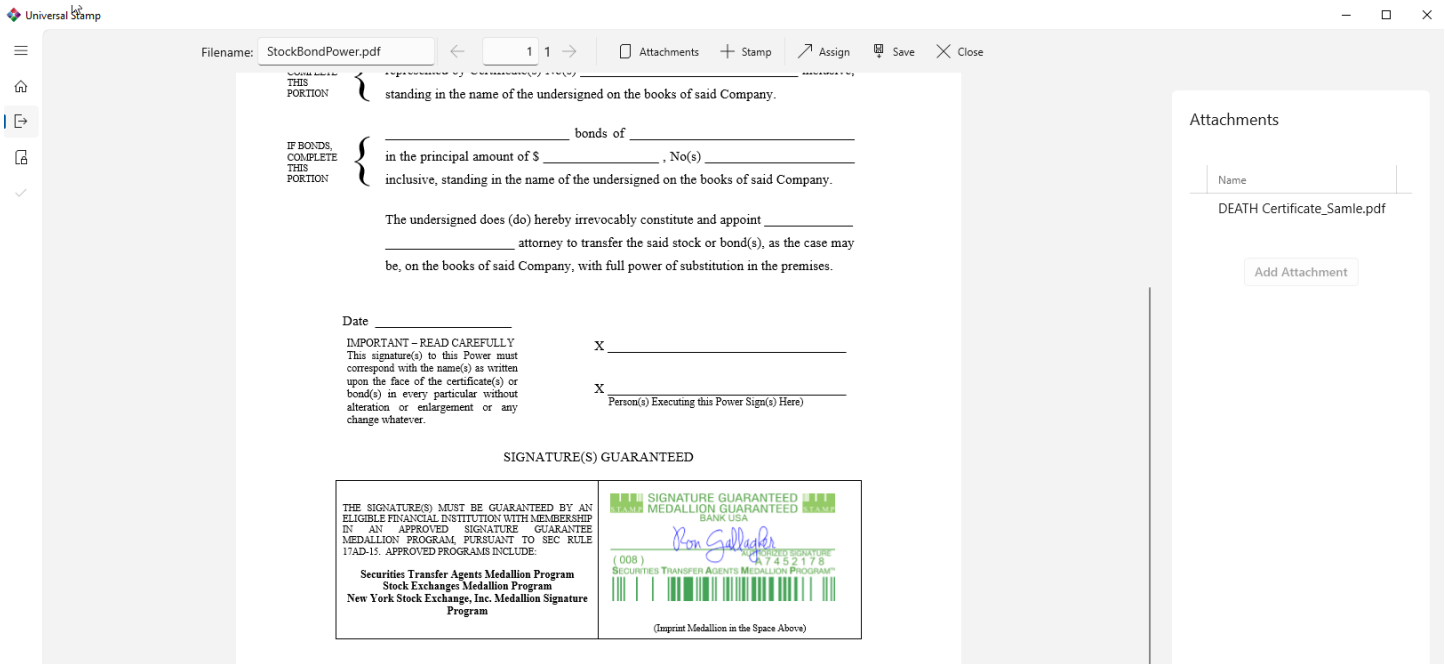 Universal Stamp
Filename: StockBondPower.pdf 1 1 Attachments Stamp Assign Save Close
COMPLETE
THIS
PORTION
represented by Certificate(s) No(s) inclusive,
standing in the name of the undersigned on the books of said Company.
IF BONDS,
COMPLETE
THIS
PORTION
bonds of
in the principal amount of $ , No(s)
inclusive, standing in the name of the undersigned on the books of said Company.
The undersigned does (do) hereby irrevocably constitute and appoint
attorney to transfer the said stock or bond(s), as the case may
be, on the books of said Company, with full power of substitution in the premises.
Date
IMPORTANT – READ CAREFULLY
This signature(s) to this Power must
correspond with the name(s) as written
upon the face of the certificate(s) or
bond(s) in every particular without
alteration or enlargement or any
change whatever.
X
X
Person(s) Executing this Power Sign(s) Here)
SIGNATURE(S) GUARANTEED
THE SIGNATURE(S) MUST BE GUARANTEED BY AN
ELIGIBLE FINANCIAL INSTITUTION WITH MEMBERSHIP
IN AN APPROVED SIGNATURE GUARANTEE
MEDALLION PROGRAM, PURSUANT TO SEC RULE
17AD-15. APPROVED PROGRAMS INCLUDE:
Securities Transfer Agents Medallion Program
Stock Exchanges Medallion Program
New York Stock Exchange, Inc. Medallion Signature
Program
SIGNATURE GUARANTEED
STAMP MEDALLION GUARANTEED STAMP
BANK USA
Ron Gallagher
AUTHORIZED SIGNATURE
( 008 ) A7452178
SECURITIES TRANSFER AGENTS MEDALLION PROGRAM™
(Imprint Medallion in the Space Above)
Attachments
Name
DEATH Certificate_Samle.pdf
Add Attachment